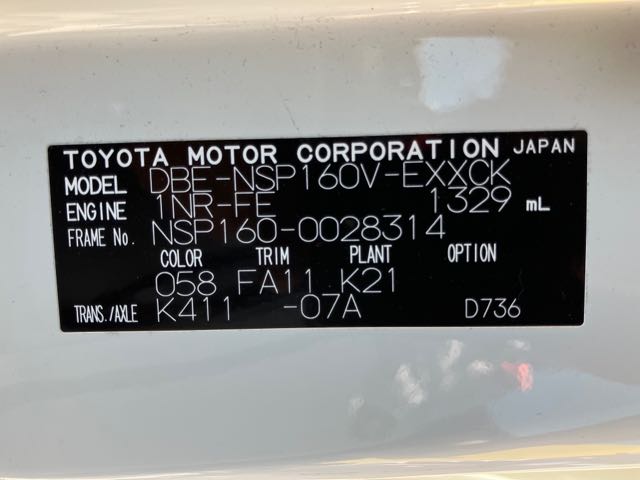 TOYOTA MOTOR CORPORATION JAPAN
MODEL DBE-NSP160V-EXXCK
ENGINE 1NR-FE 1329 mL
FRAME No. NSP160-0028314
COLOR TRIM PLANT OPTION
058 FA11 K21
TRANS./AXLE K411 -07A D736